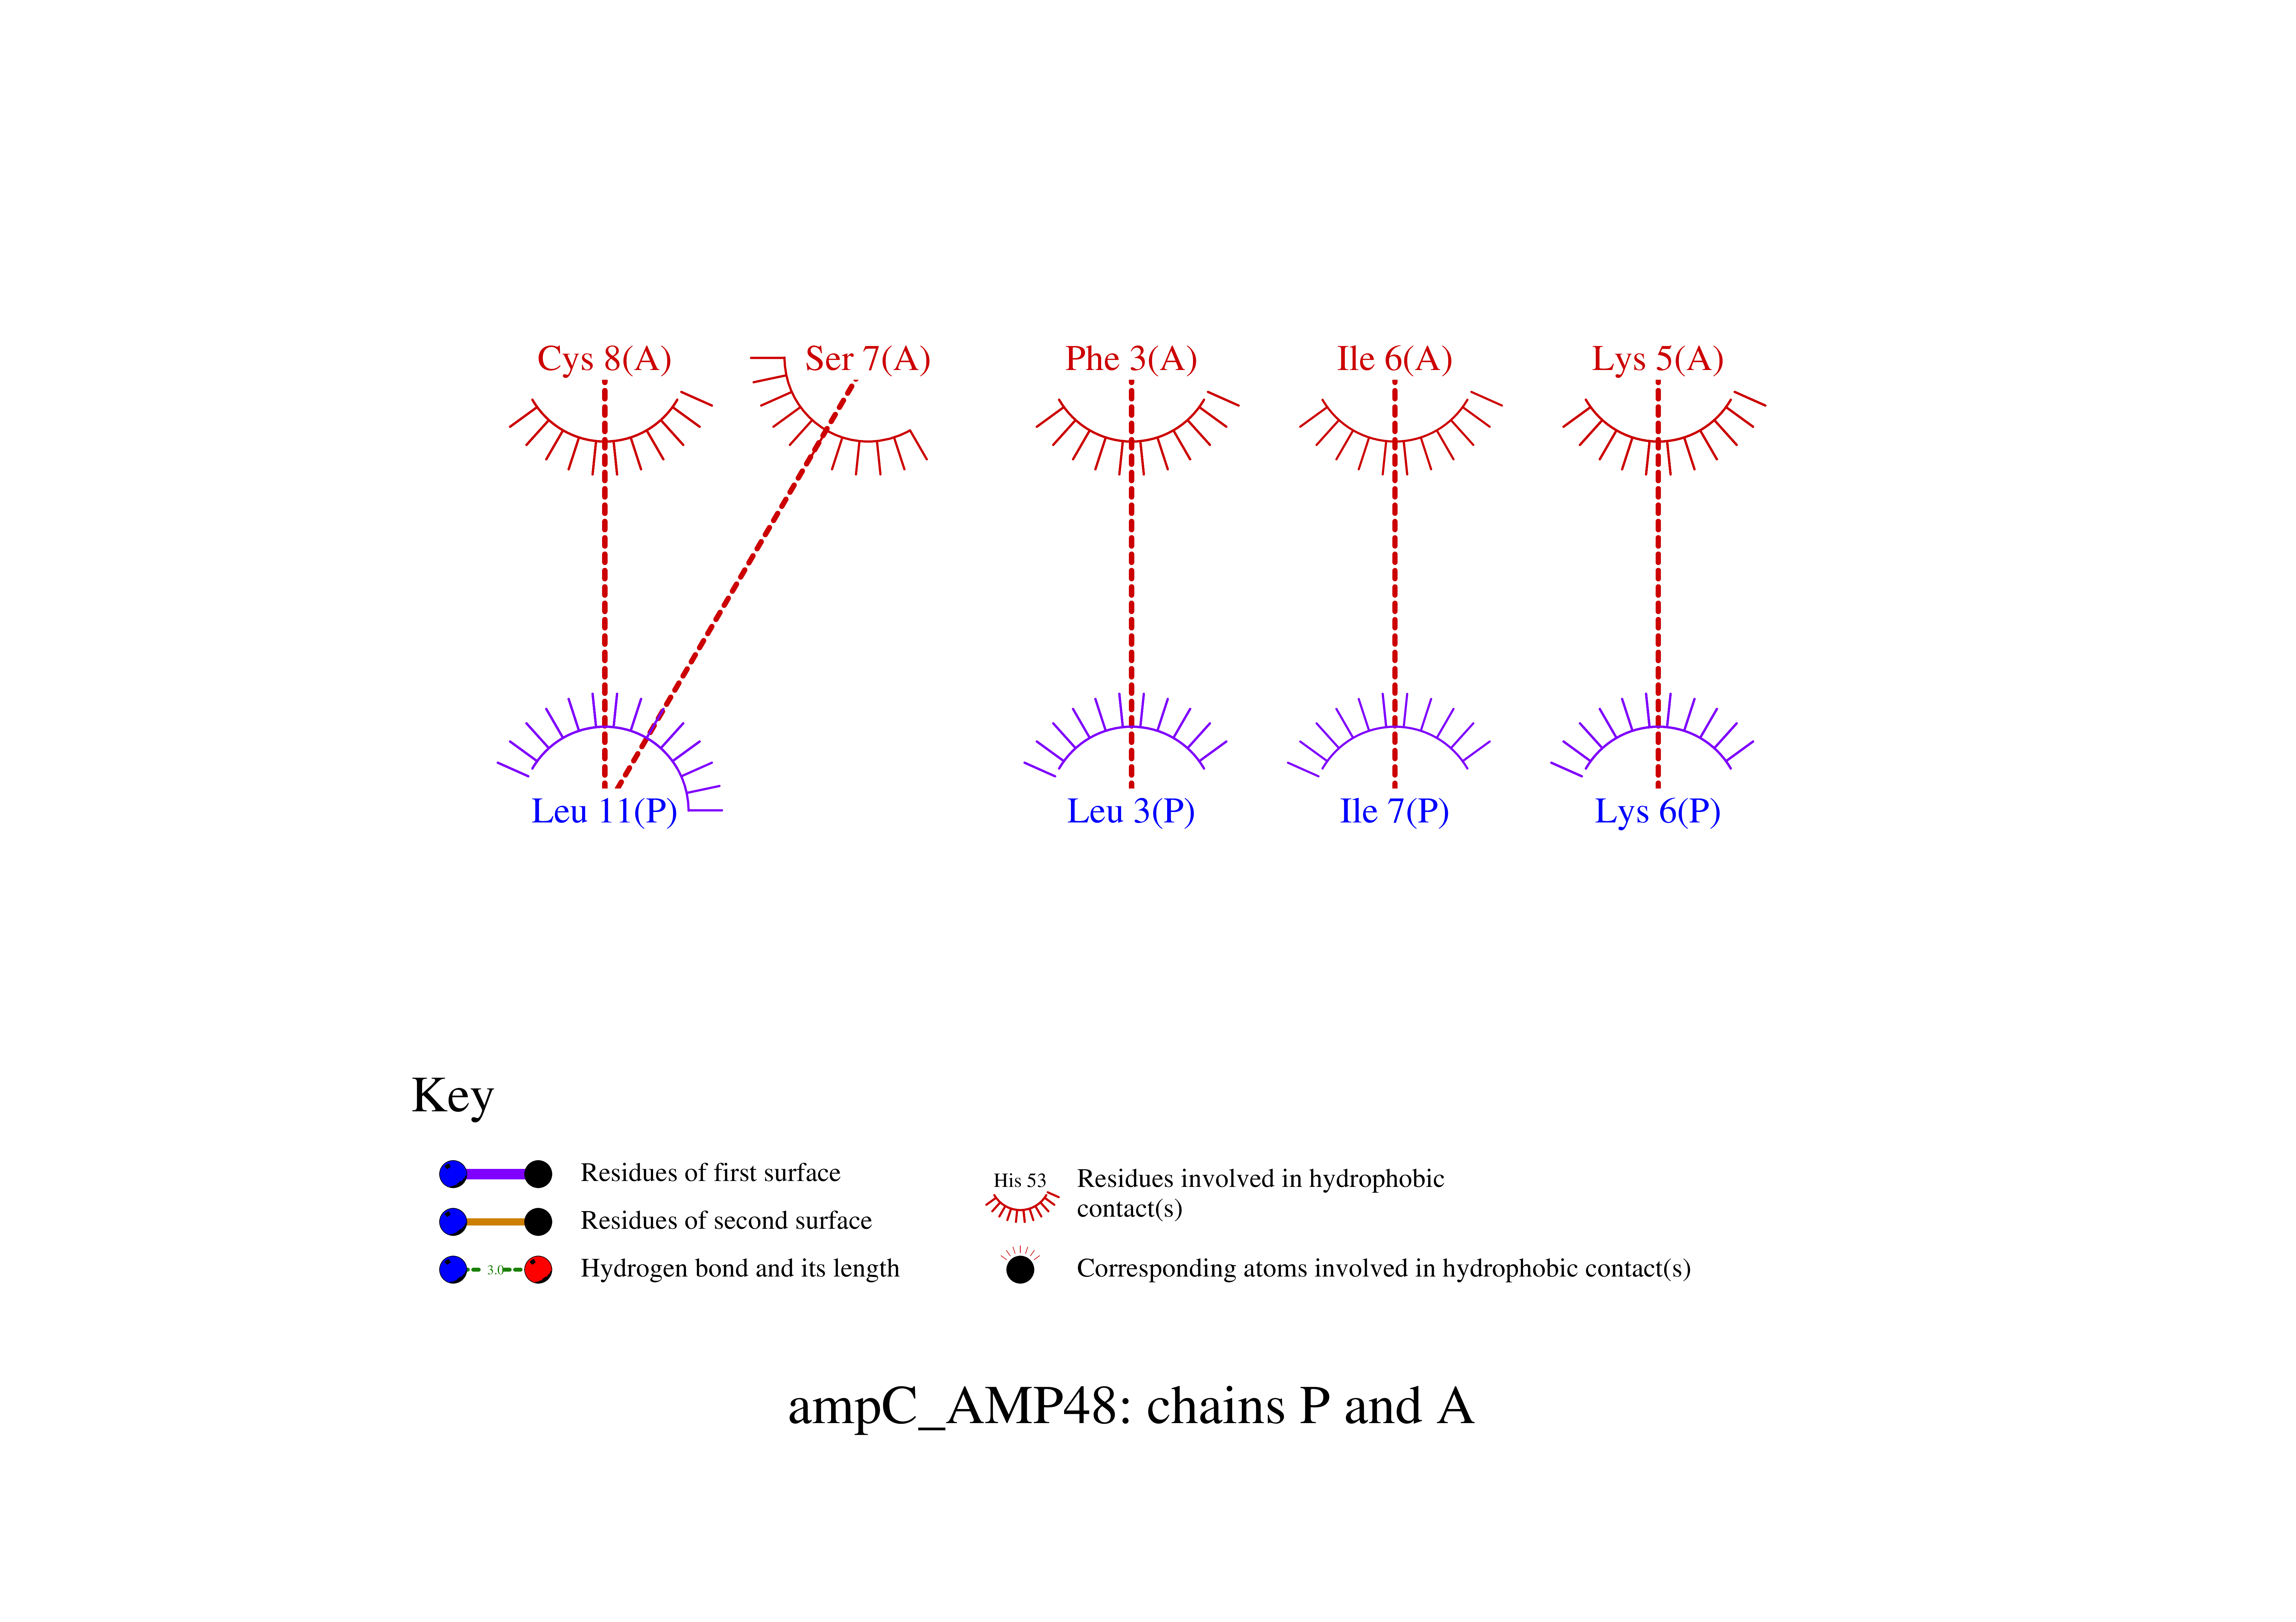 Cys 8(A)
Ser 7(A)
Phe 3(A)
Ile 6(A)
Lys 5(A)
Leu 11(P)
Leu 3(P)
Ile 7(P)
Lys 6(P)
Key
Residues of first surface
Residues of second surface
3.0
Hydrogen bond and its length
His 53
Residues involved in hydrophobic
contact(s)
Corresponding atoms involved in hydrophobic contact(s)
ampC_AMP48: chains P and A